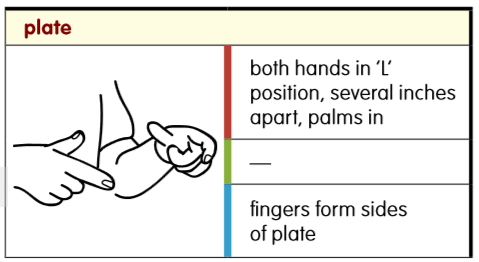 plate
both hands in ‘L’
position, several inches
apart, palms in
—
fingers form sides
of plate